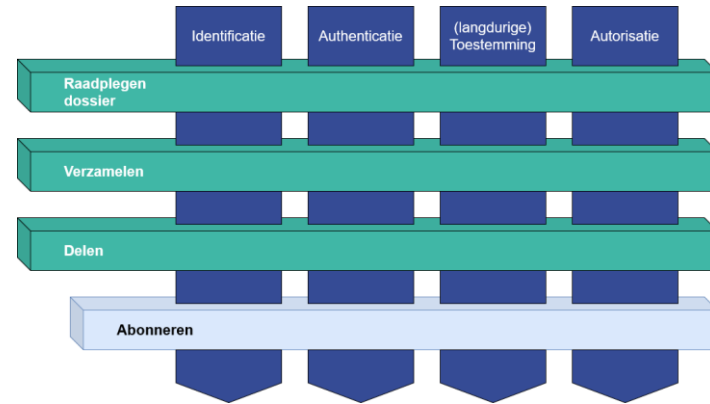 Identificatie
Authenticatie
(langdurige)
Toestemming
Autorisatie
Raadplegen
dossier
Verzamelen
Delen
Abonneren